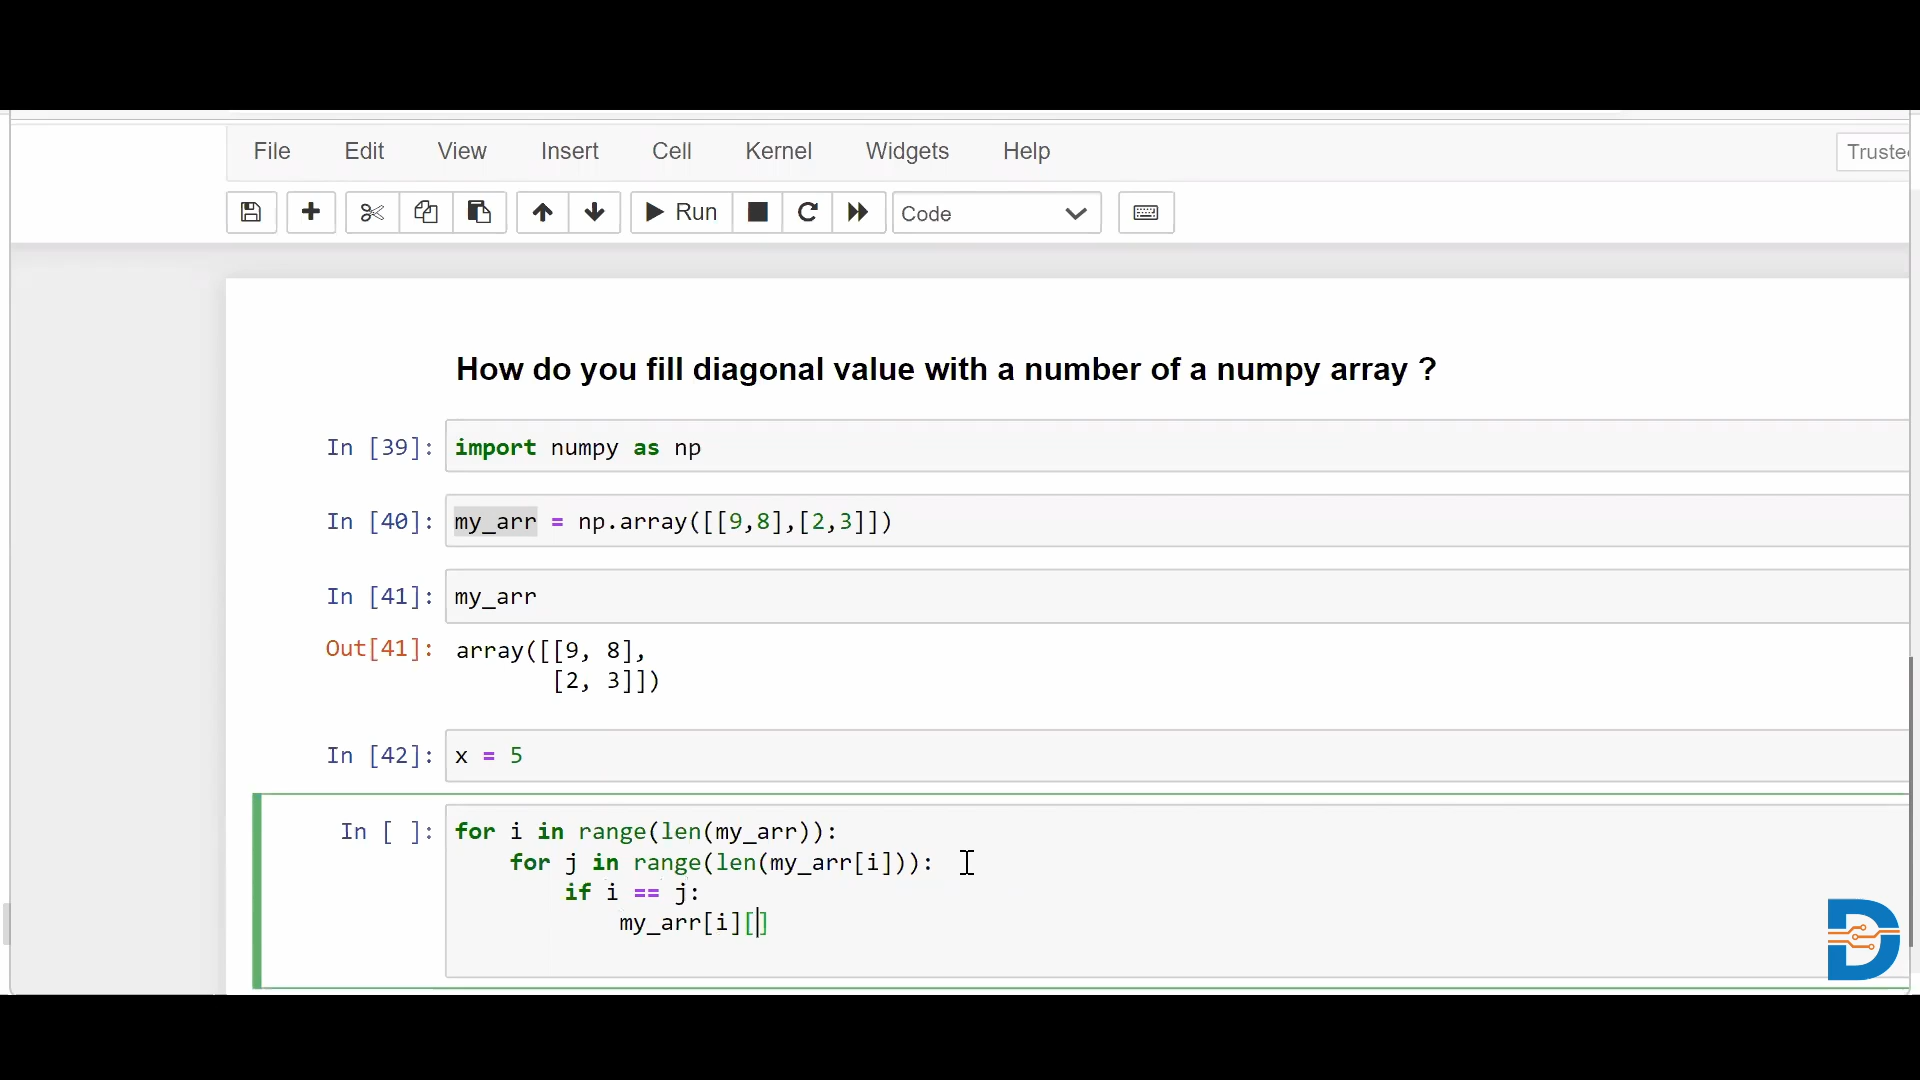 File Edit View Insert Cell Kernel Widgets Help Truste
Run Code
How do you fill diagonal value with a number of a numpy array ?
In [39]: import numpy as np
In [40]: my_arr = np.array([[9,8],[2,3]])
In [41]: my_arr
Out[41]: array([[9, 8],
[2, 3]])
In [42]: x = 5
In [ ]: for i in range(len(my_arr)):
for j in range(len(my_arr[i])):
if i == j:
my_arr[i][]